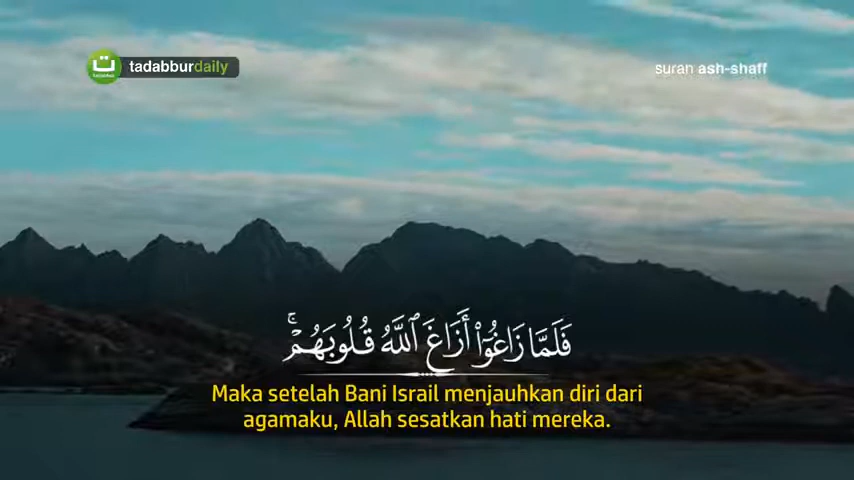 tadabburdaily
surah ash-shaff
فَلَمَّا زَاغُوٓا۟ أَزَاغَ ٱللَّهُ قُلُوبَهُمْ ۚ
Maka setelah Bani Israil menjauhkan diri dari
agamaku, Allah sesatkan hati mereka.